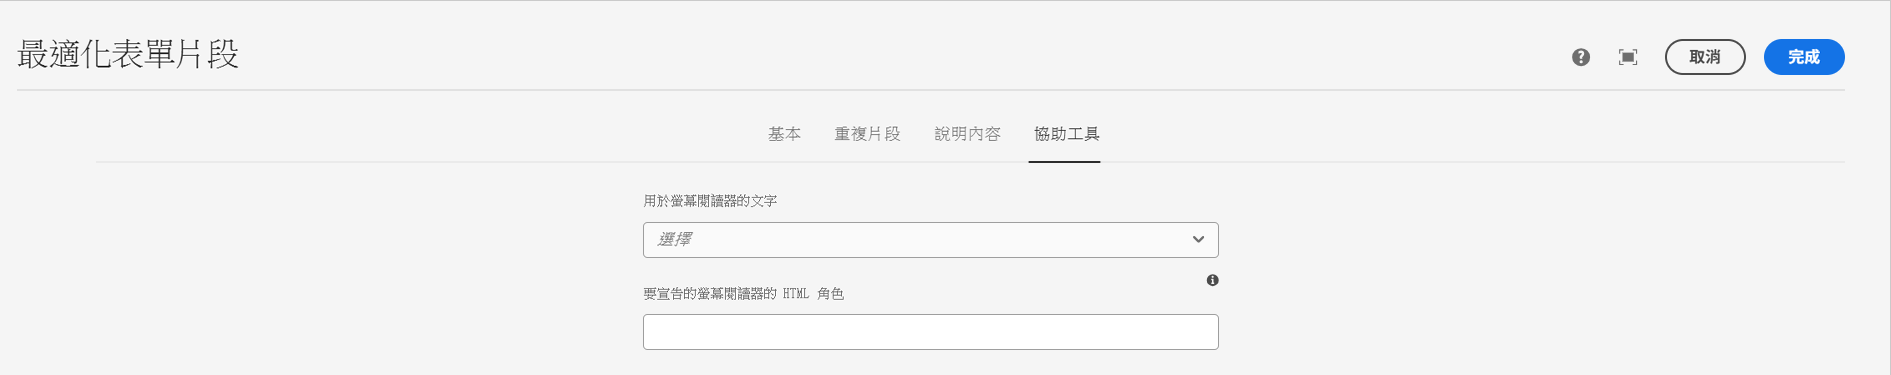 最適化表單片段
取消
完成
基本 重複片段 說明內容 協助工具
用於螢幕閱讀器的文字
選擇
要宣告的螢幕閱讀器的 HTML 角色